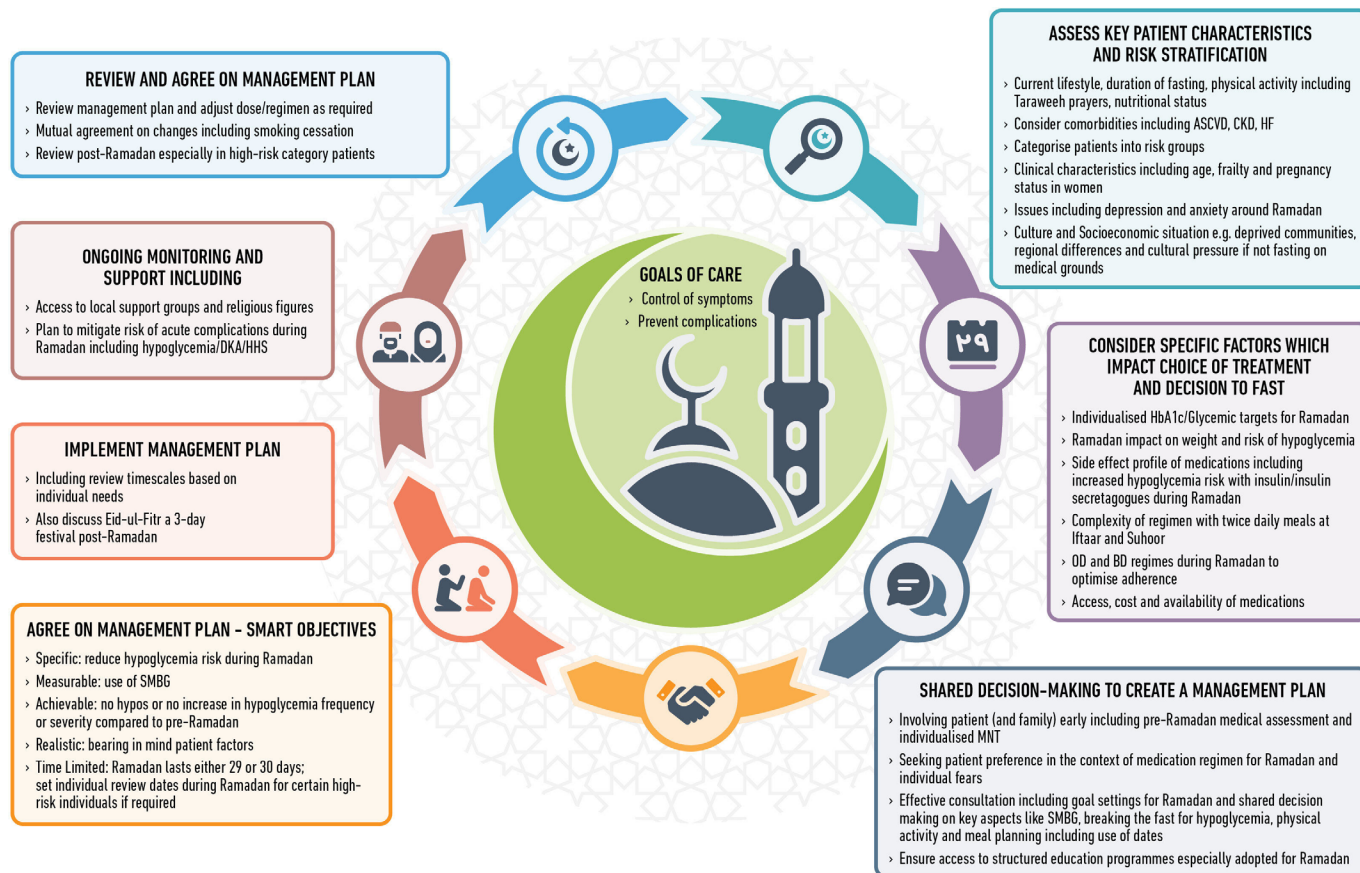 ASSESS KEY PATIENT CHARACTERISTICS
AND RISK STRATIFICATION
› Current lifestyle, duration of fasting, physical activity including
Taraweeh prayers, nutritional status
› Consider comorbidities including ASCVD, CKD, HF
› Categorise patients into risk groups
› Clinical characteristics including age, frailty and pregnancy
status in women
› Issues including depression and anxiety around Ramadan
› Culture and Socioeconomic situation e.g. deprived communities,
regional differences and cultural pressure if not fasting on
medical grounds
CONSIDER SPECIFIC FACTORS WHICH
IMPACT CHOICE OF TREATMENT
AND DECISION TO FAST
› Individualised HbA1c/Glycemic targets for Ramadan
› Ramadan impact on weight and risk of hypoglycemia
› Side effect profile of medications including
increased hypoglycemia risk with insulin/insulin
secretagogues during Ramadan
› Complexity of regimen with twice daily meals at
Iftaar and Suhoor
› OD and BD regimes during Ramadan to
optimise adherence
› Access, cost and availability of medications
٢٩
SHARED DECISION-MAKING TO CREATE A MANAGEMENT PLAN
› Involving patient (and family) early including pre-Ramadan medical assessment and
individualised MNT
› Seeking patient preference in the context of medication regimen for Ramadan and
individual fears
› Effective consultation including goal settings for Ramadan and shared decision
making on key aspects like SMBG, breaking the fast for hypoglycemia, physical
activity and meal planning including use of dates
› Ensure access to structured education programmes especially adopted for Ramadan
AGREE ON MANAGEMENT PLAN - SMART OBJECTIVES
› Specific: reduce hypoglycemia risk during Ramadan
› Measurable: use of SMBG
› Achievable: no hypos or no increase in hypoglycemia frequency
or severity compared to pre-Ramadan
› Realistic: bearing in mind patient factors
› Time Limited: Ramadan lasts either 29 or 30 days;
set individual review dates during Ramadan for certain high-
risk individuals if required
IMPLEMENT MANAGEMENT PLAN
› Including review timescales based on
individual needs
› Also discuss Eid-ul-Fitr a 3-day
festival post-Ramadan
ONGOING MONITORING AND
SUPPORT INCLUDING
› Access to local support groups and religious figures
› Plan to mitigate risk of acute complications during
Ramadan including hypoglycemia/DKA/HHS
REVIEW AND AGREE ON MANAGEMENT PLAN
› Review management plan and adjust dose/regimen as required
› Mutual agreement on changes including smoking cessation
› Review post-Ramadan especially in high-risk category patients
GOALS OF CARE
› Control of symptoms
› Prevent complications